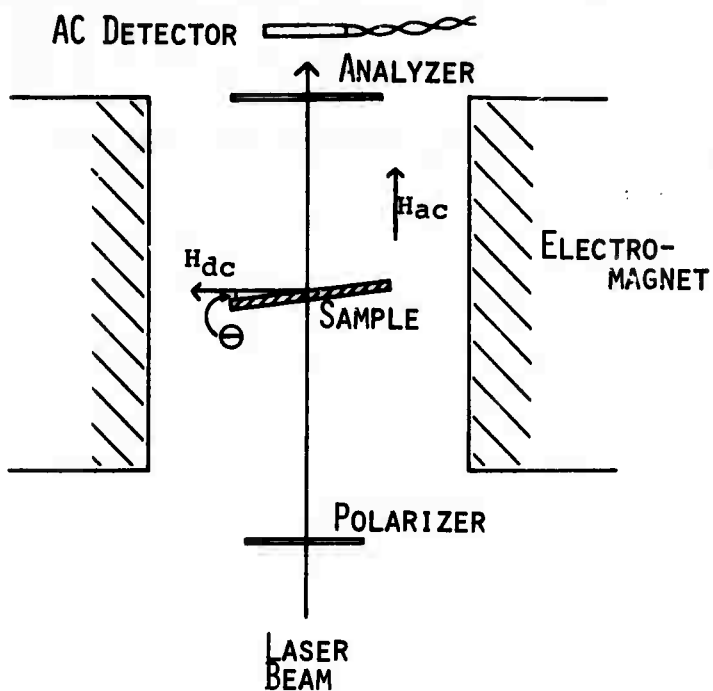 AC DETECTOR
ANALYZER
Hac
ELECTRO-
MAGNET
Hdc
SAMPLE
Θ
POLARIZER
LASER
BEAM